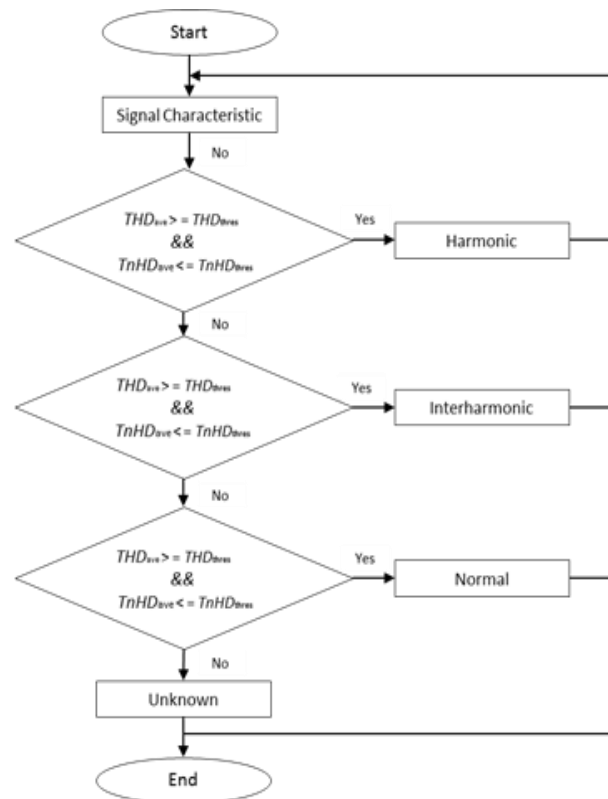 Start
Signal Characteristic
No
THDave > = THDthres
&&
TnHDave < = TnHDthres
Yes
Harmonic
No
THDave > = THDthres
&&
TnHDave < = TnHDthres
Yes
Interharmonic
No
THDave > = THDthres
&&
TnHDave < = TnHDthres
Yes
Normal
No
Unknown
End